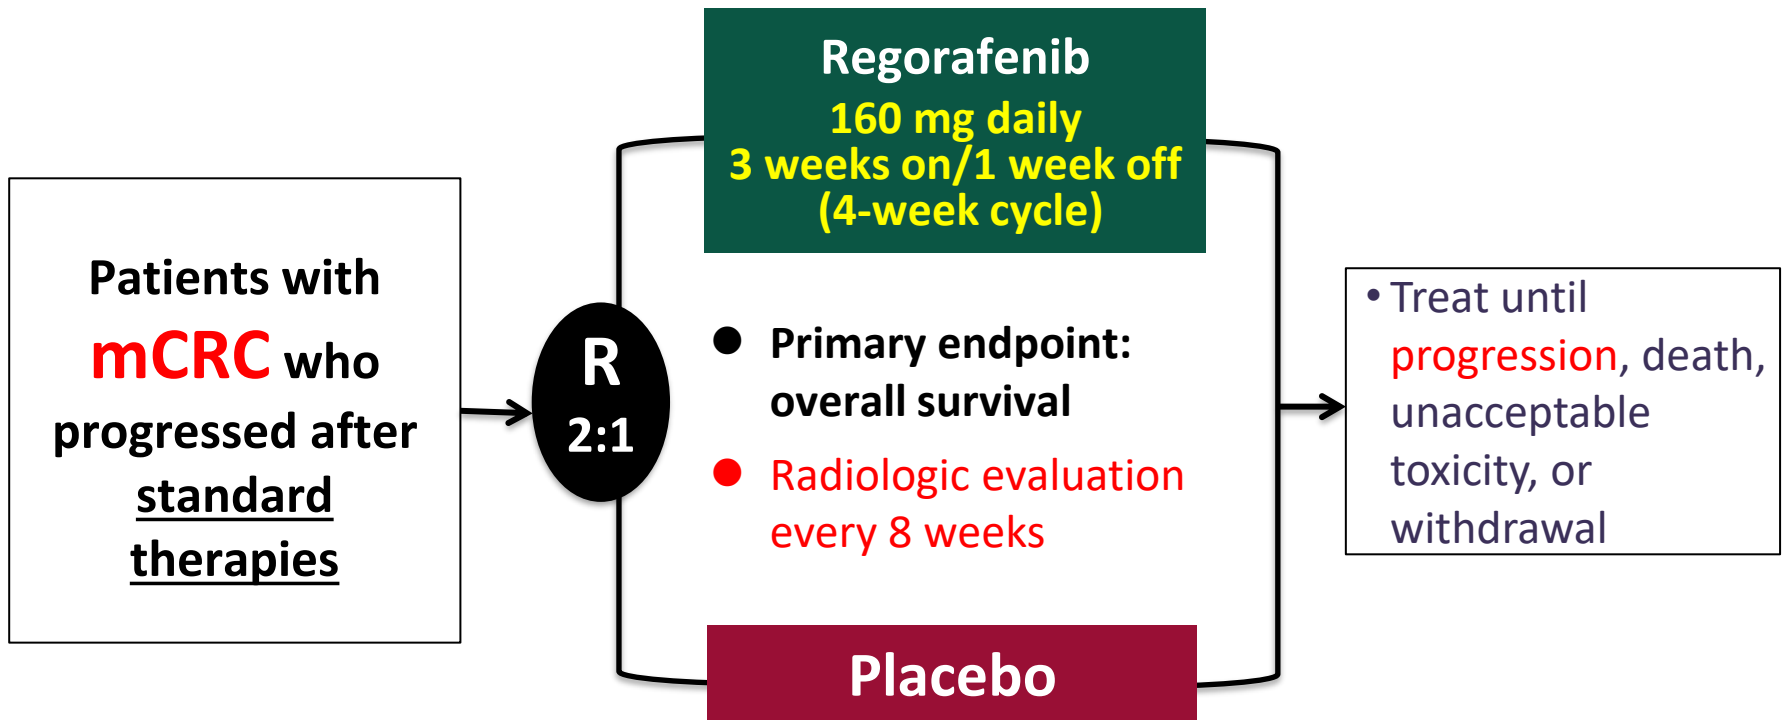 Patients with
mCRC who
progressed after
standard
therapies
R
2:1
Regorafenib
160 mg daily
3 weeks on/1 week off
(4-week cycle)
● Primary endpoint:
overall survival
● Radiologic evaluation
every 8 weeks
Placebo
• Treat until
progression, death,
unacceptable
toxicity, or
withdrawal